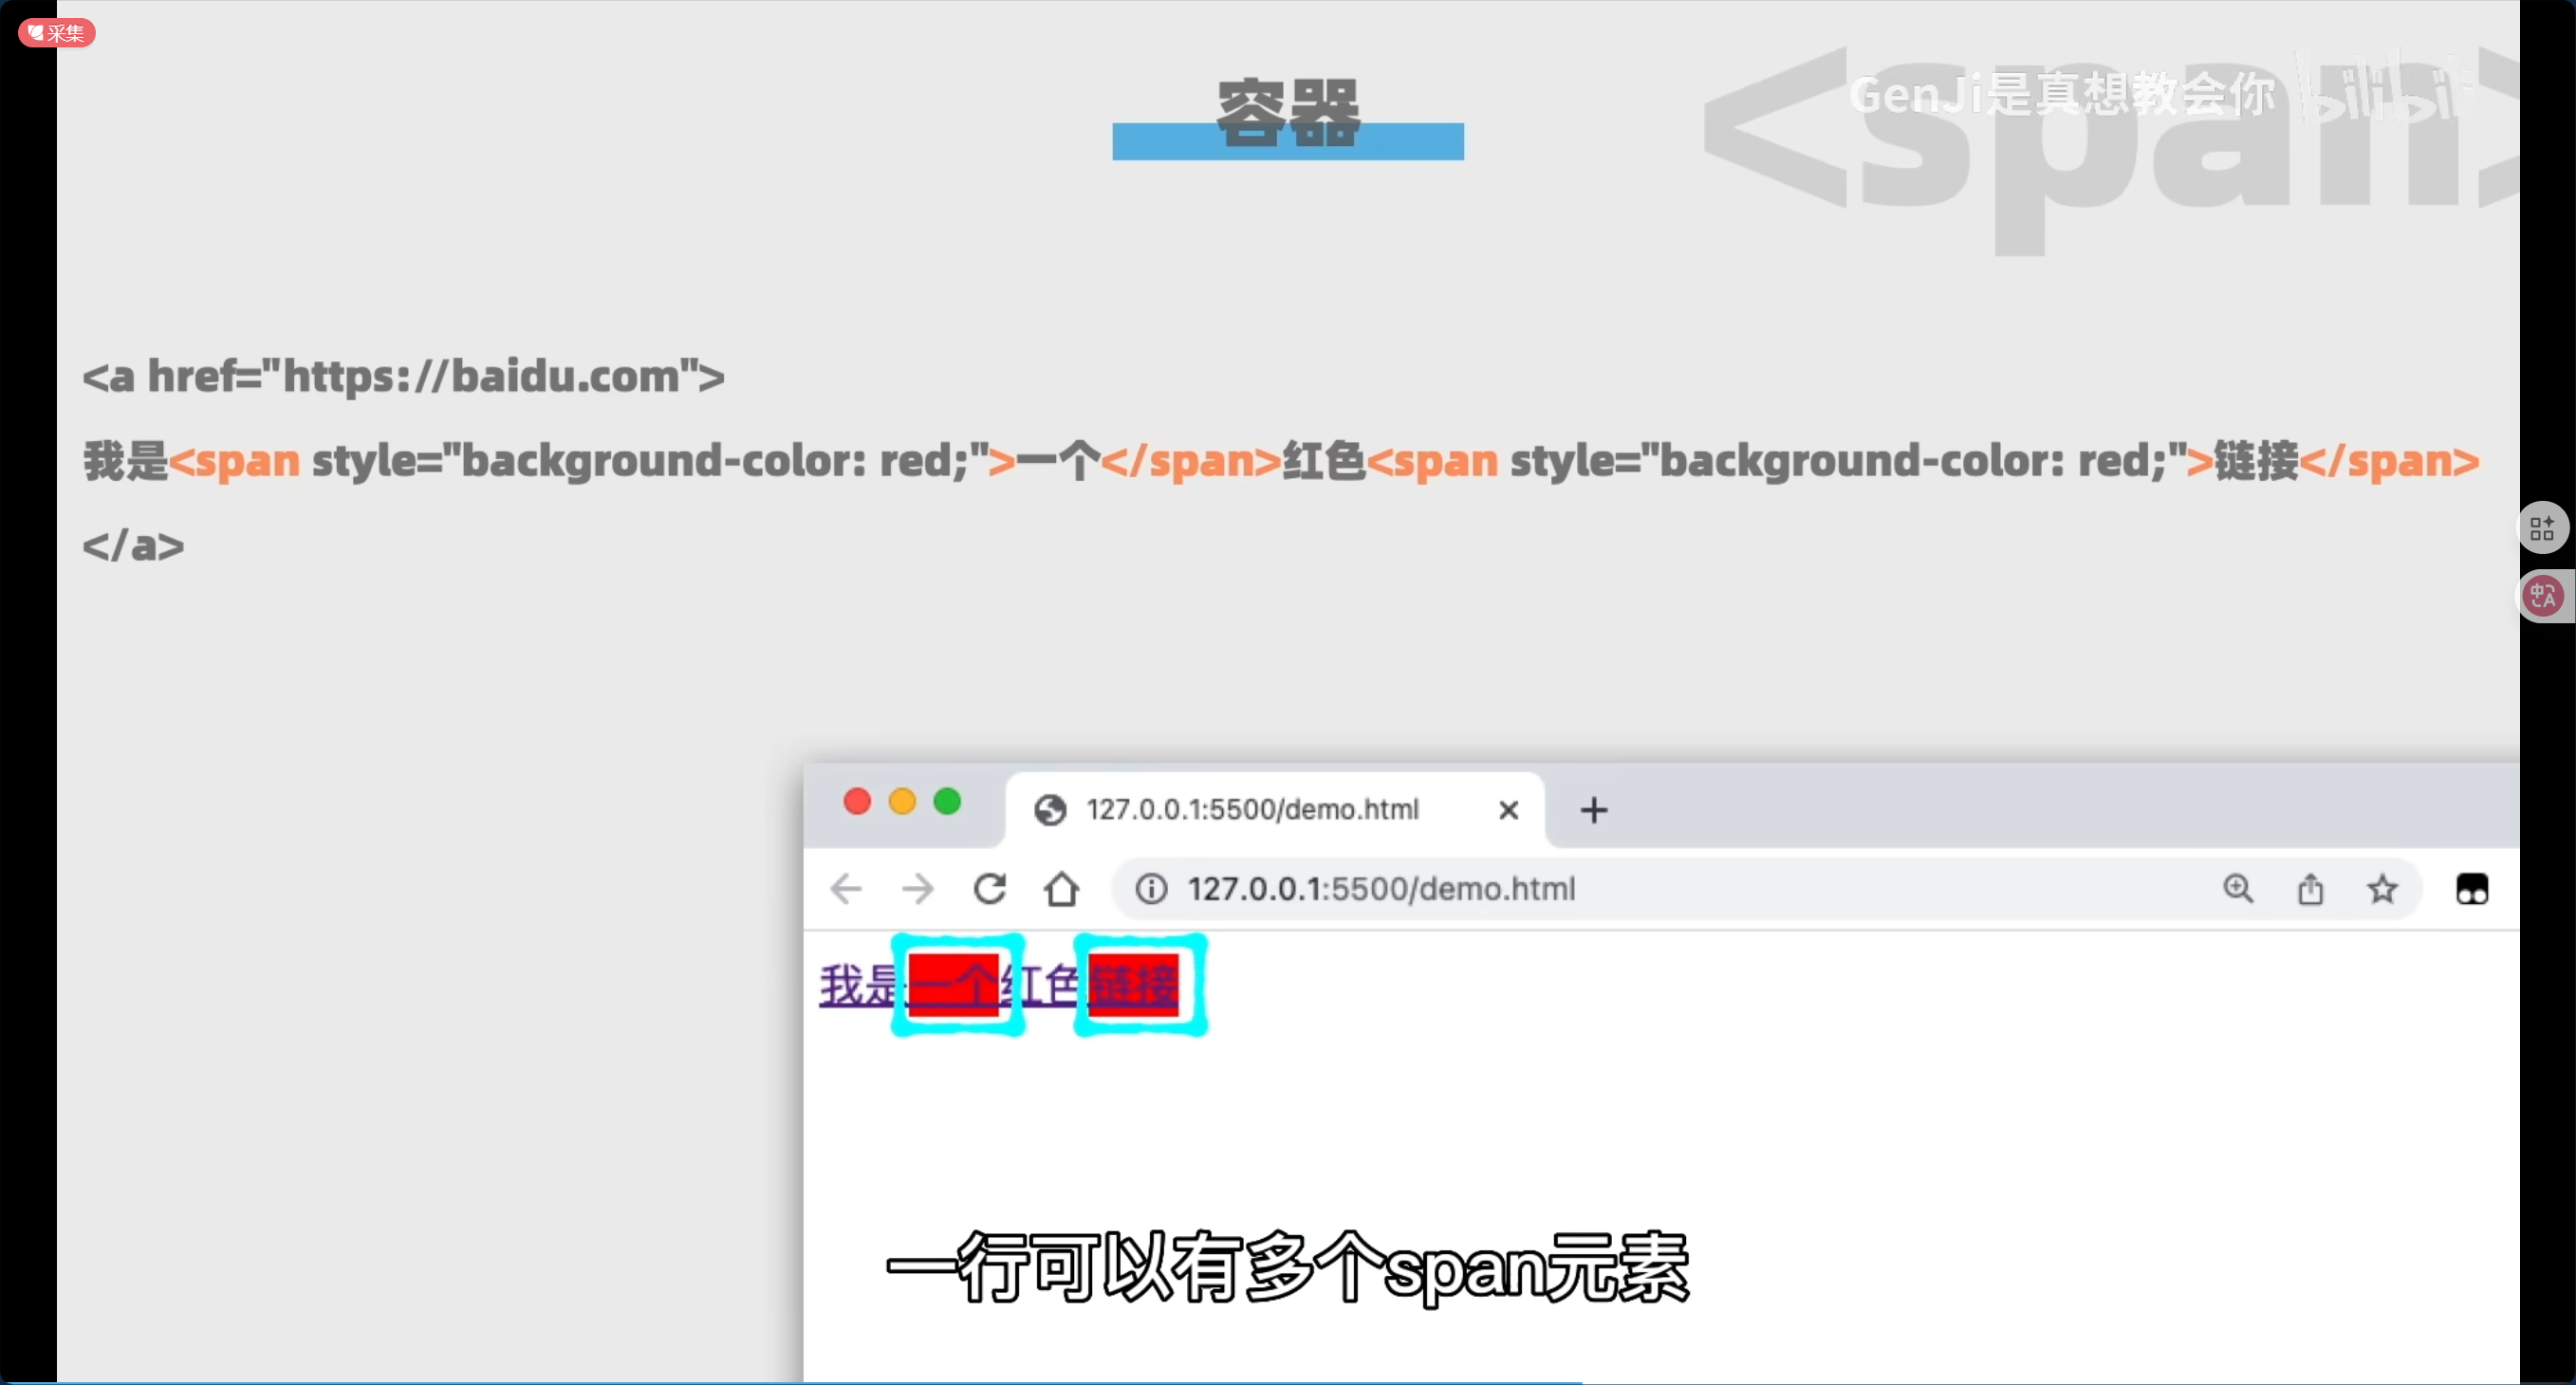 采集
容器
<span>
GenJi是真想教会你 bilibili
<a href="https://baidu.com">
我是<span style="background-color: red;">一个</span>红色<span style="background-color: red;">链接</span>
</a>
127.0.0.1:5500/demo.html
127.0.0.1:5500/demo.html
我是一个红色链接
一行可以有多个span元素